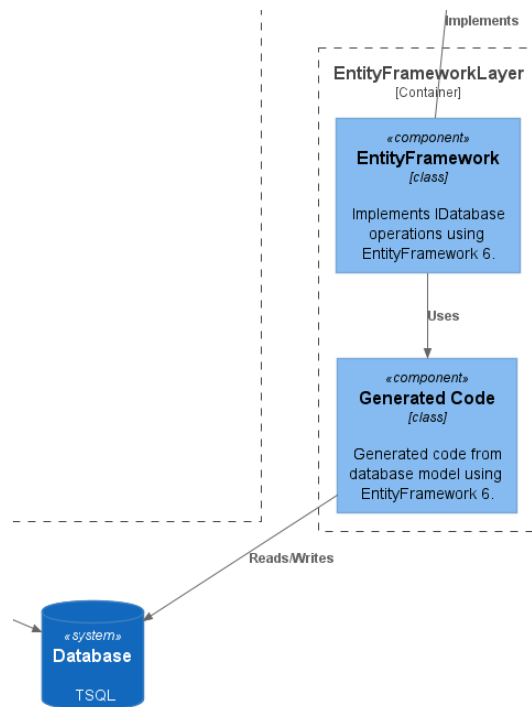 Implements
EntityFrameworkLayer
[Container]
«component»
EntityFramework
[class]
Implements IDatabase
operations using
EntityFramework 6.
Uses
«component»
Generated Code
[class]
Generated code from
database model using
EntityFramework 6.
Reads/Writes
«system»
Database
TSQL